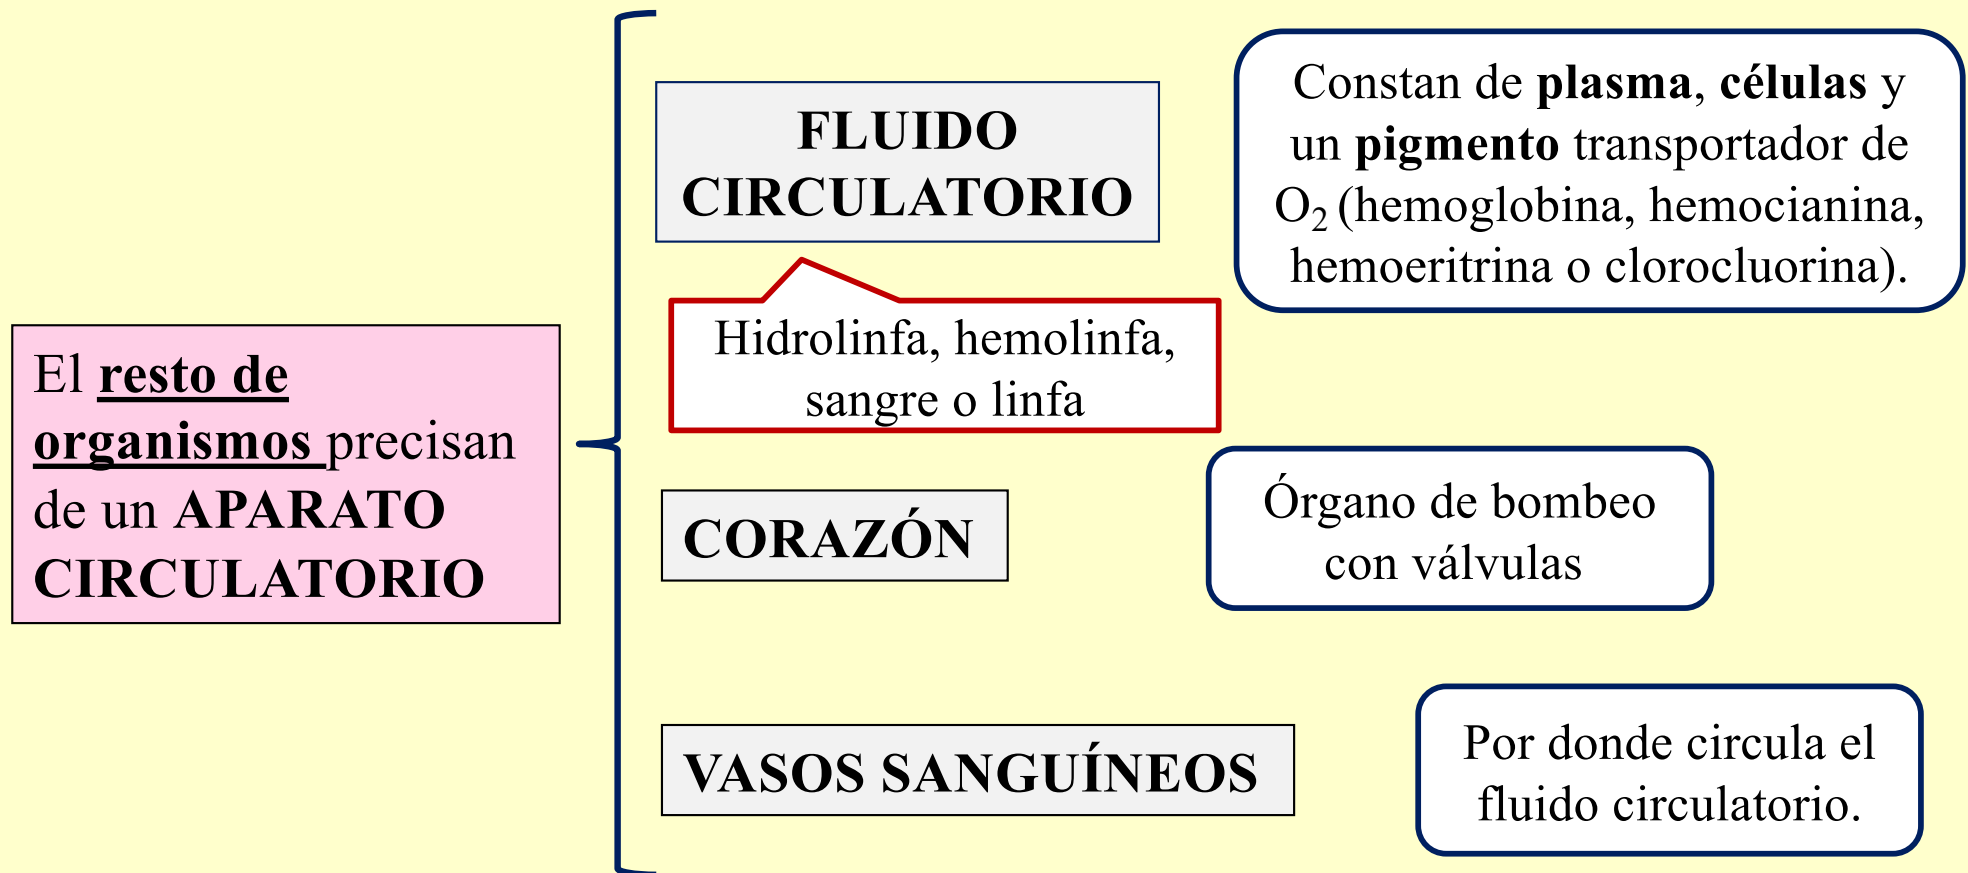 El resto de
organismos precisan
de un APARATO
CIRCULATORIO
FLUIDO
CIRCULATORIO
Constan de plasma, células y
un pigmento transportador de
O₂ (hemoglobina, hemocianina,
hemoeritrina o clorocluorina).
Hidrolinfa, hemolinfa,
sangre o linfa
CORAZÓN
Órgano de bombeo
con válvulas
VASOS SANGUÍNEOS
Por donde circula el
fluido circulatorio.